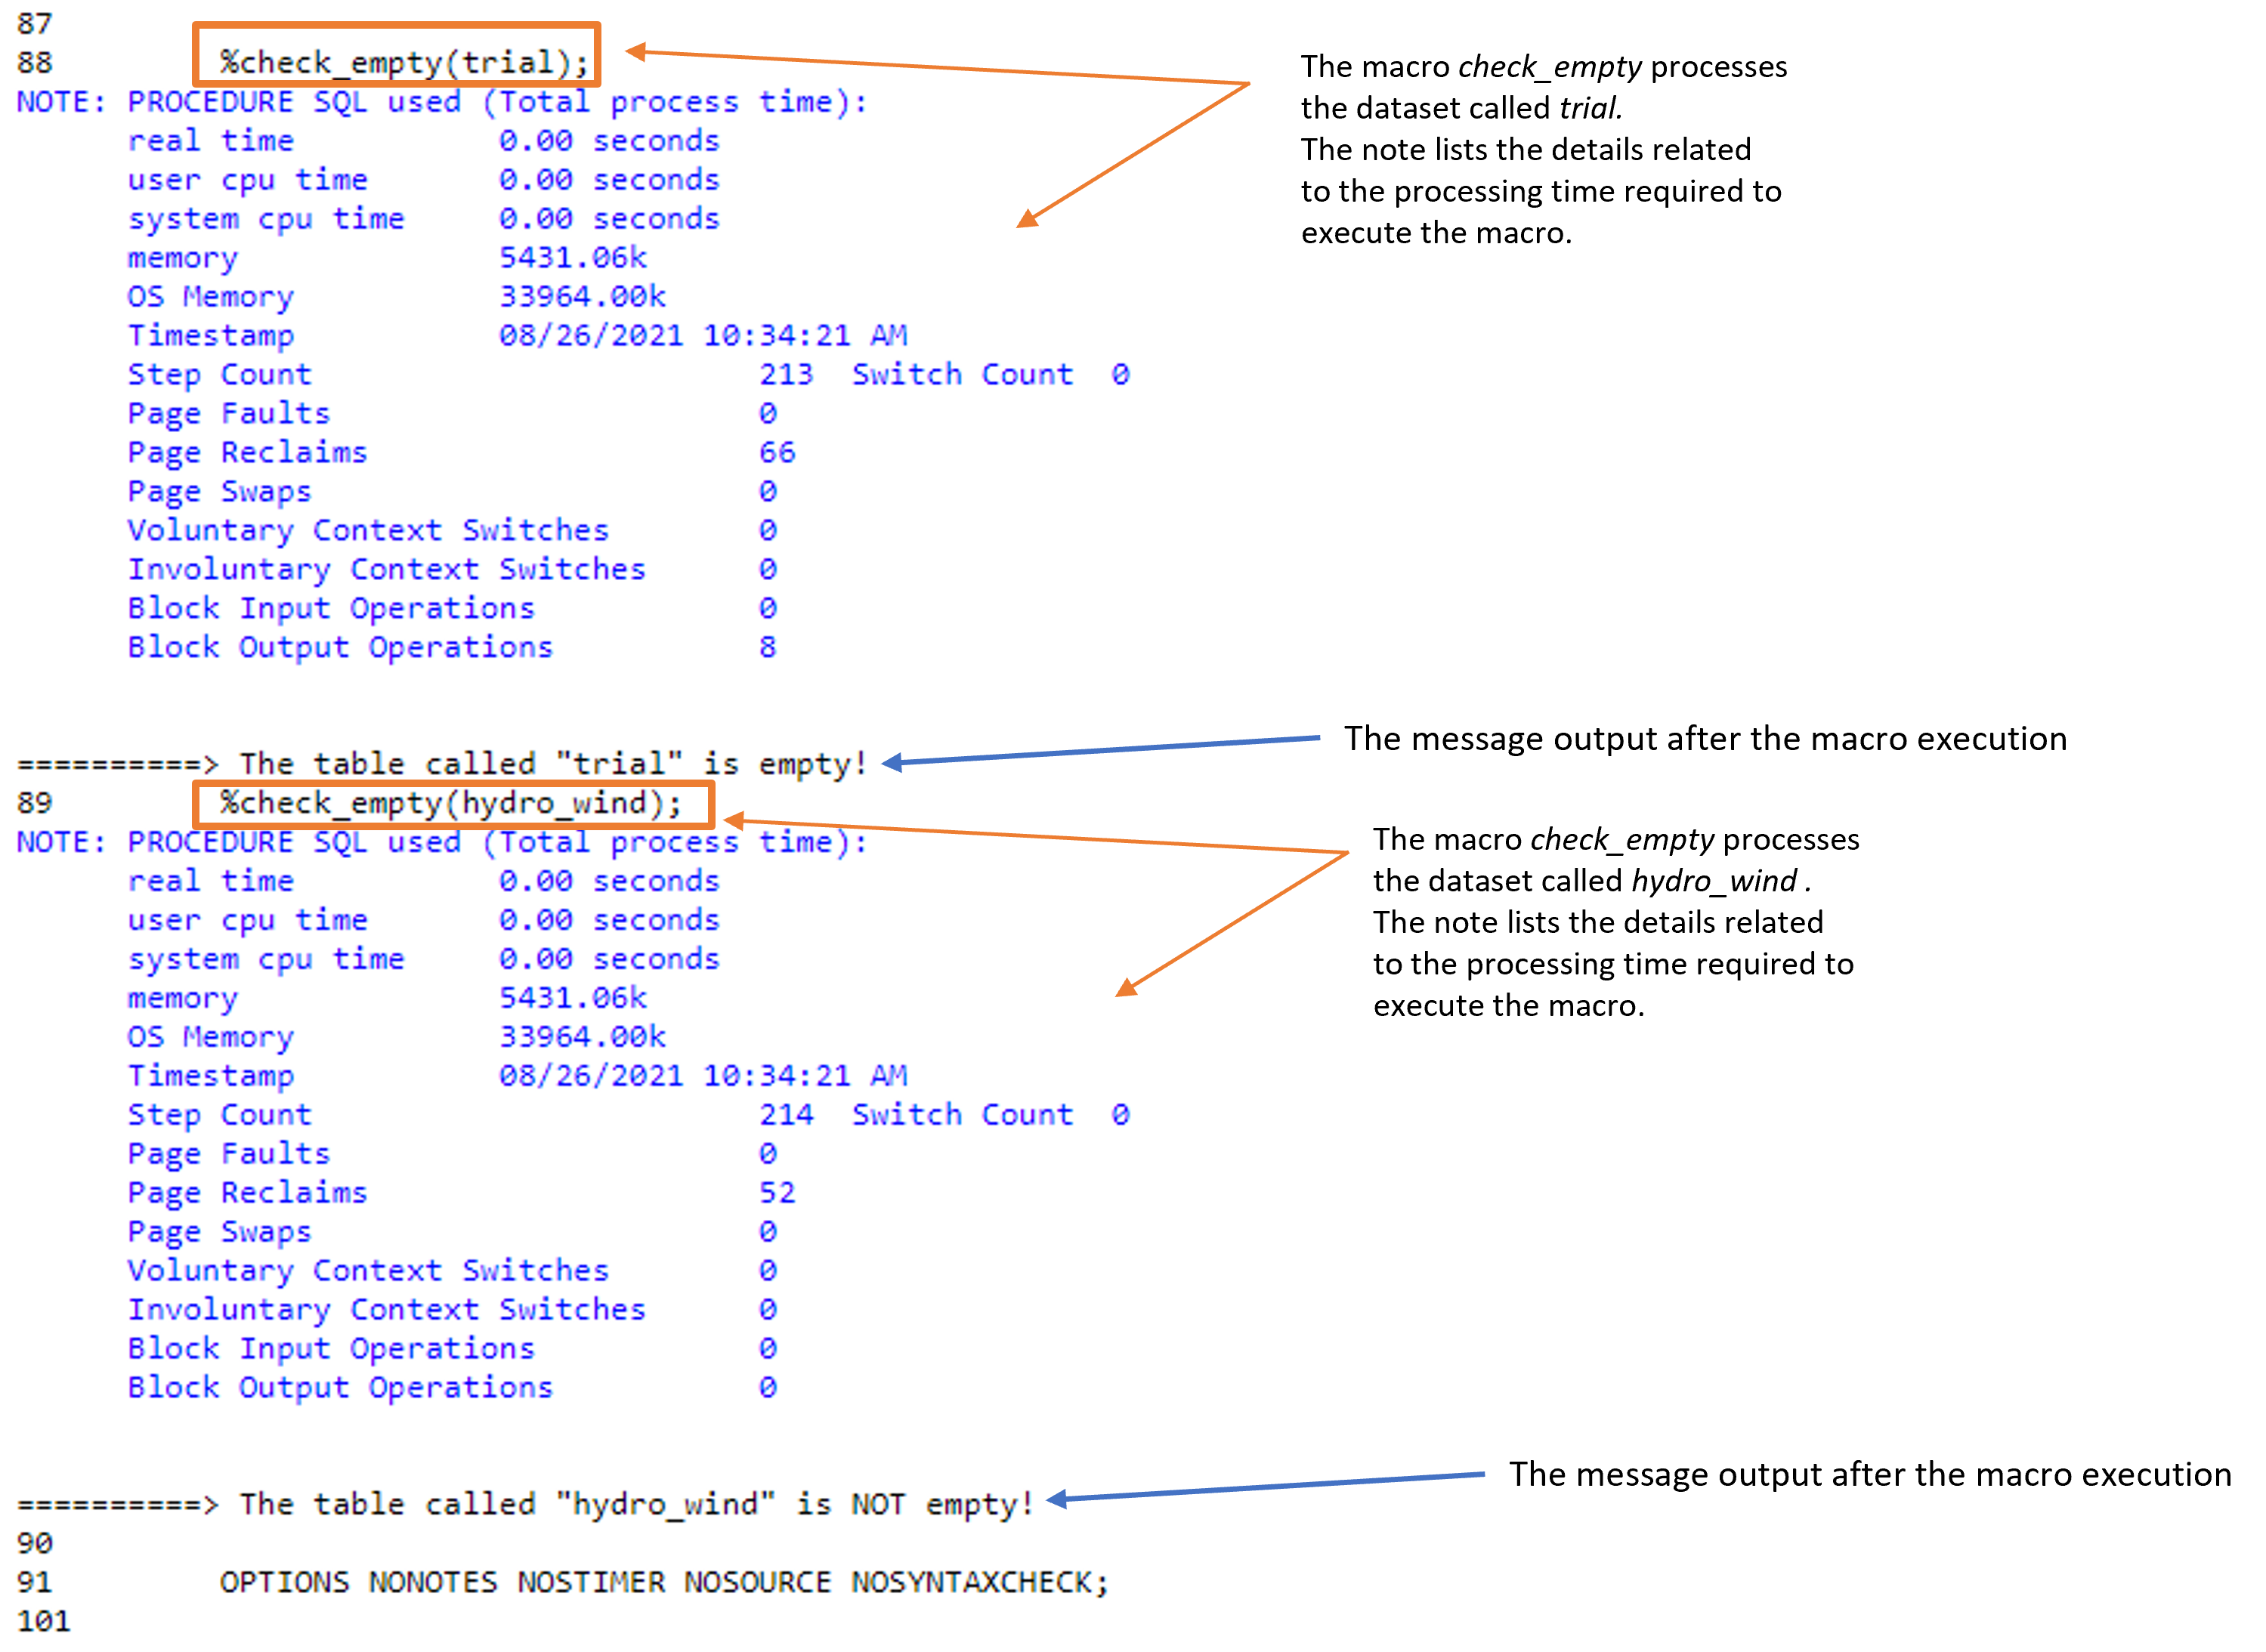 87
88 %check_empty(trial);
NOTE: PROCEDURE SQL used (Total process time):
real time 0.00 seconds
user cpu time 0.00 seconds
system cpu time 0.00 seconds
memory 5431.06k
OS Memory 33964.00k
Timestamp 08/26/2021 10:34:21 AM
Step Count 213 Switch Count 0
Page Faults 0
Page Reclaims 66
Page Swaps 0
Voluntary Context Switches 0
Involuntary Context Switches 0
Block Input Operations 0
Block Output Operations 8
The macro check_empty processes
the dataset called trial.
The note lists the details related
to the processing time required to
execute the macro.
==========> The table called "trial" is empty!
The message output after the macro execution
89 %check_empty(hydro_wind);
NOTE: PROCEDURE SQL used (Total process time):
real time 0.00 seconds
user cpu time 0.00 seconds
system cpu time 0.00 seconds
memory 5431.06k
OS Memory 33964.00k
Timestamp 08/26/2021 10:34:21 AM
Step Count 214 Switch Count 0
Page Faults 0
Page Reclaims 52
Page Swaps 0
Voluntary Context Switches 0
Involuntary Context Switches 0
Block Input Operations 0
Block Output Operations 0
The macro check_empty processes
the dataset called hydro_wind .
The note lists the details related
to the processing time required to
execute the macro.
==========> The table called "hydro_wind" is NOT empty!
The message output after the macro execution
90
91 OPTIONS NONOTES NOSTIMER NOSOURCE NOSYNTAXCHECK;
101